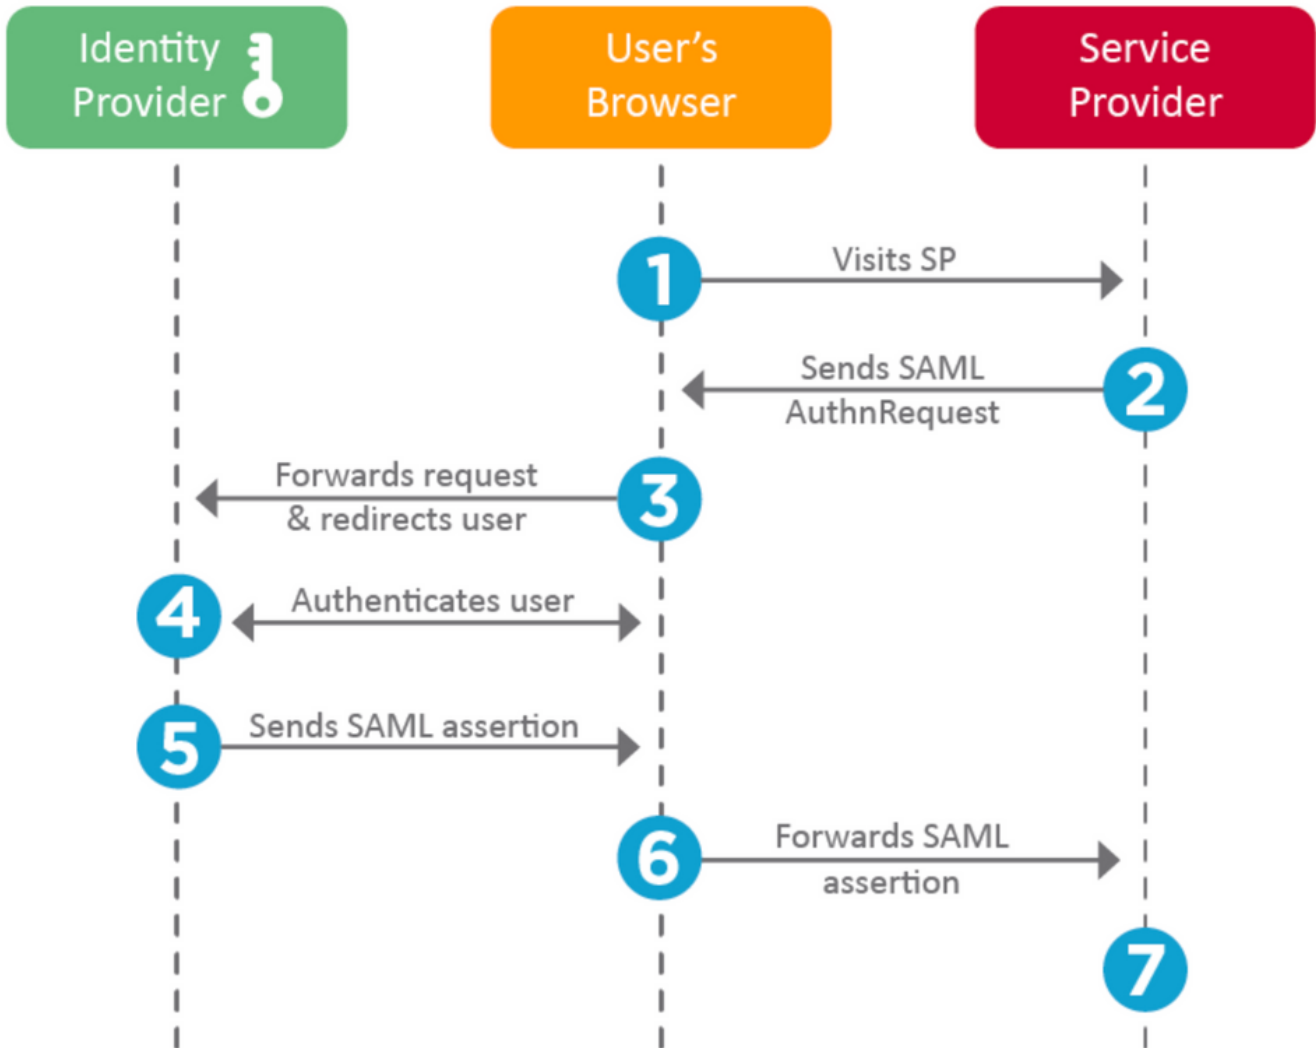 Identity
Provider
User’s
Browser
Service
Provider
1
Visits SP
Sends SAML
AuthnRequest
2
Forwards request
& redirects user
3
4
Authenticates user
5
Sends SAML assertion
6
Forwards SAML
assertion
7